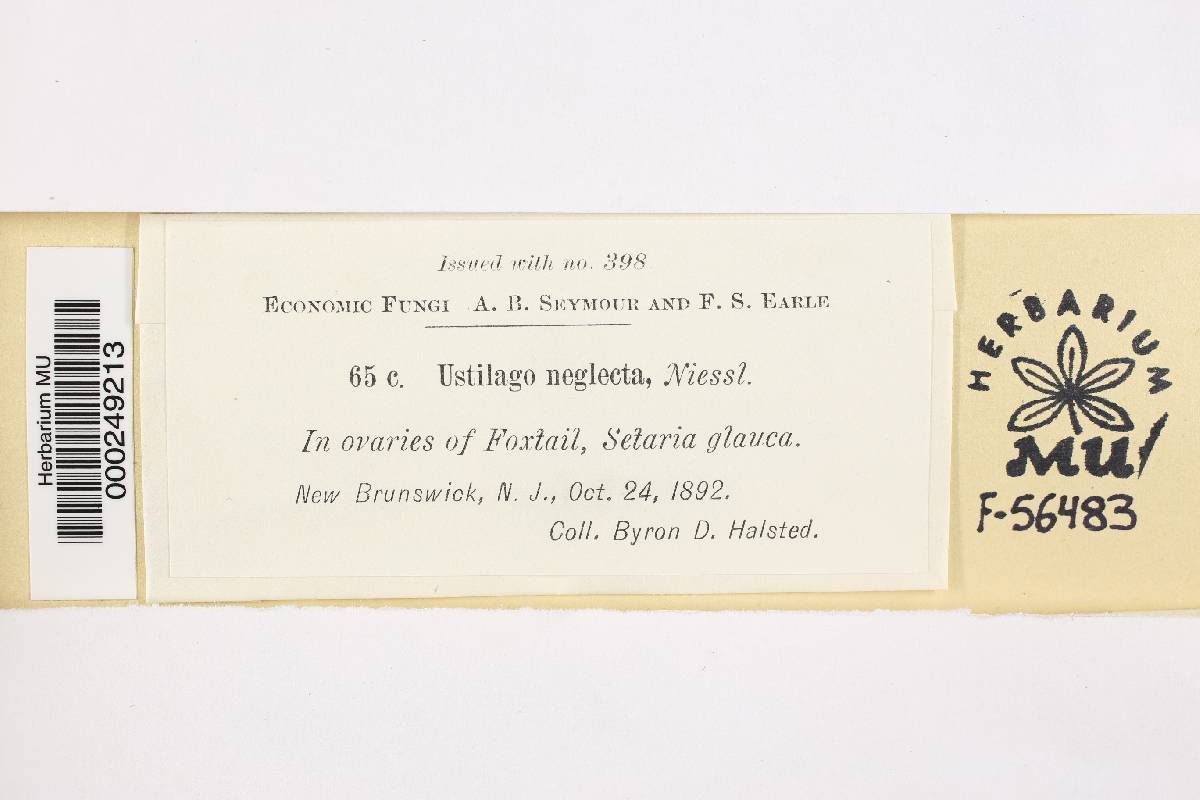 Issued with no. 398
ECONOMIC FUNGI A. B. SEYMOUR AND F. S. EARLE
65 c. Ustilago neglecta, Niessl.
In ovaries of Foxtail, Setaria glauca.
New Brunswick, N. J., Oct. 24, 1892.
Coll. Byron D. Halsted.
Herbarium MU
000249213
HERBARIUM
MU
F-56483